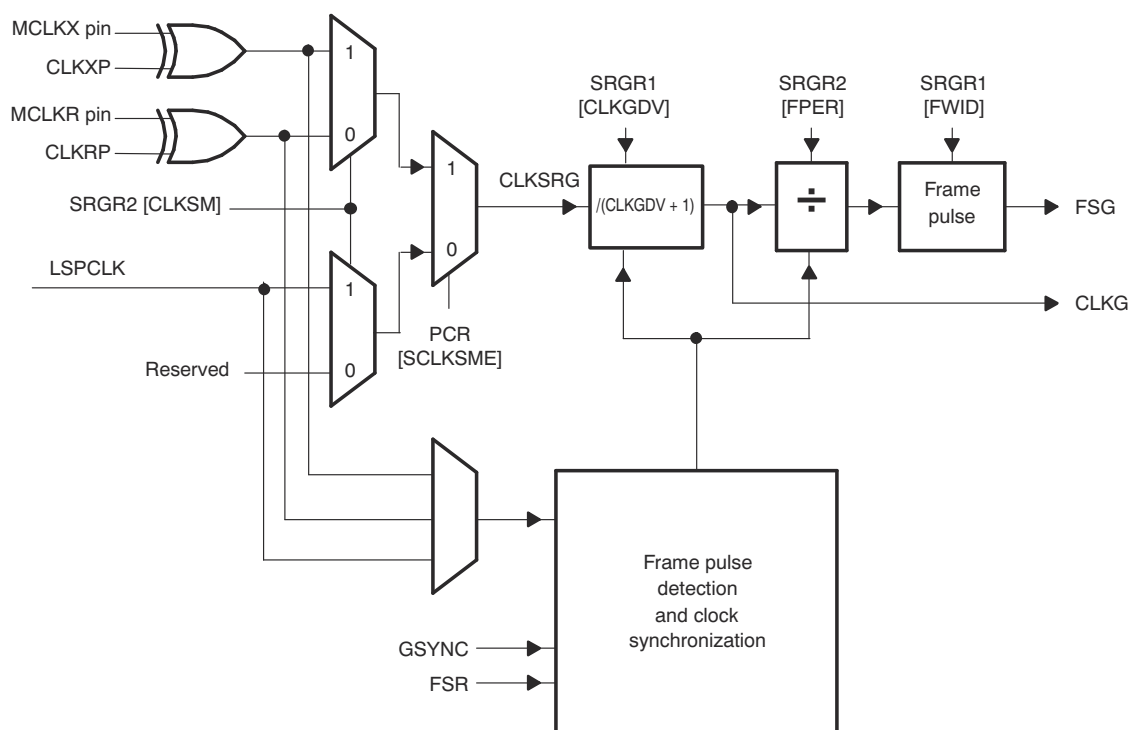 MCLKX pin
CLKXP
MCLKR pin
CLKRP
1
0
SRGR2 [CLKSM]
LSPCLK
Reserved
1
0
1
0
PCR
[SCLKSME]
CLKSRG
SRGR1
[CLKGDV]
/(CLKGDV + 1)
SRGR2
[FPER]
÷
SRGR1
[FWID]
Frame
pulse
FSG
CLKG
Frame pulse
detection
and clock
synchronization
GSYNC
FSR